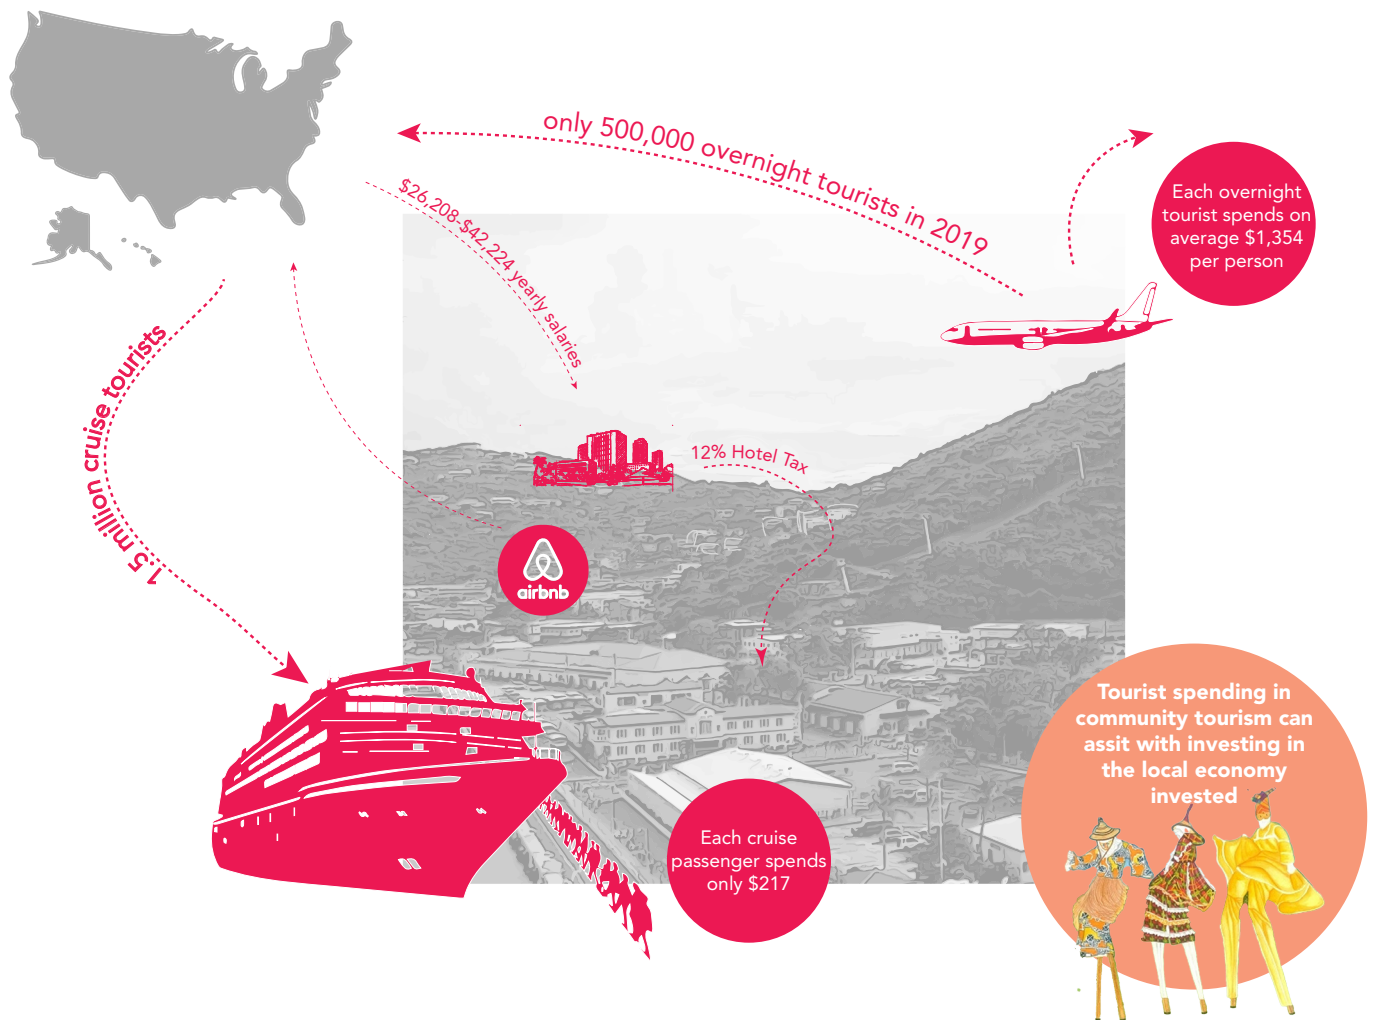 only 500,000 overnight tourists in 2019
Each overnight
tourist spends on
average $1,354
per person
$26,208-$42,224 yearly salaries
1.5 million cruise tourists
12% Hotel Tax
airbnb
Tourist spending in
community tourism can
assit with investing in
the local economy
invested
Each cruise
passenger spends
only $217